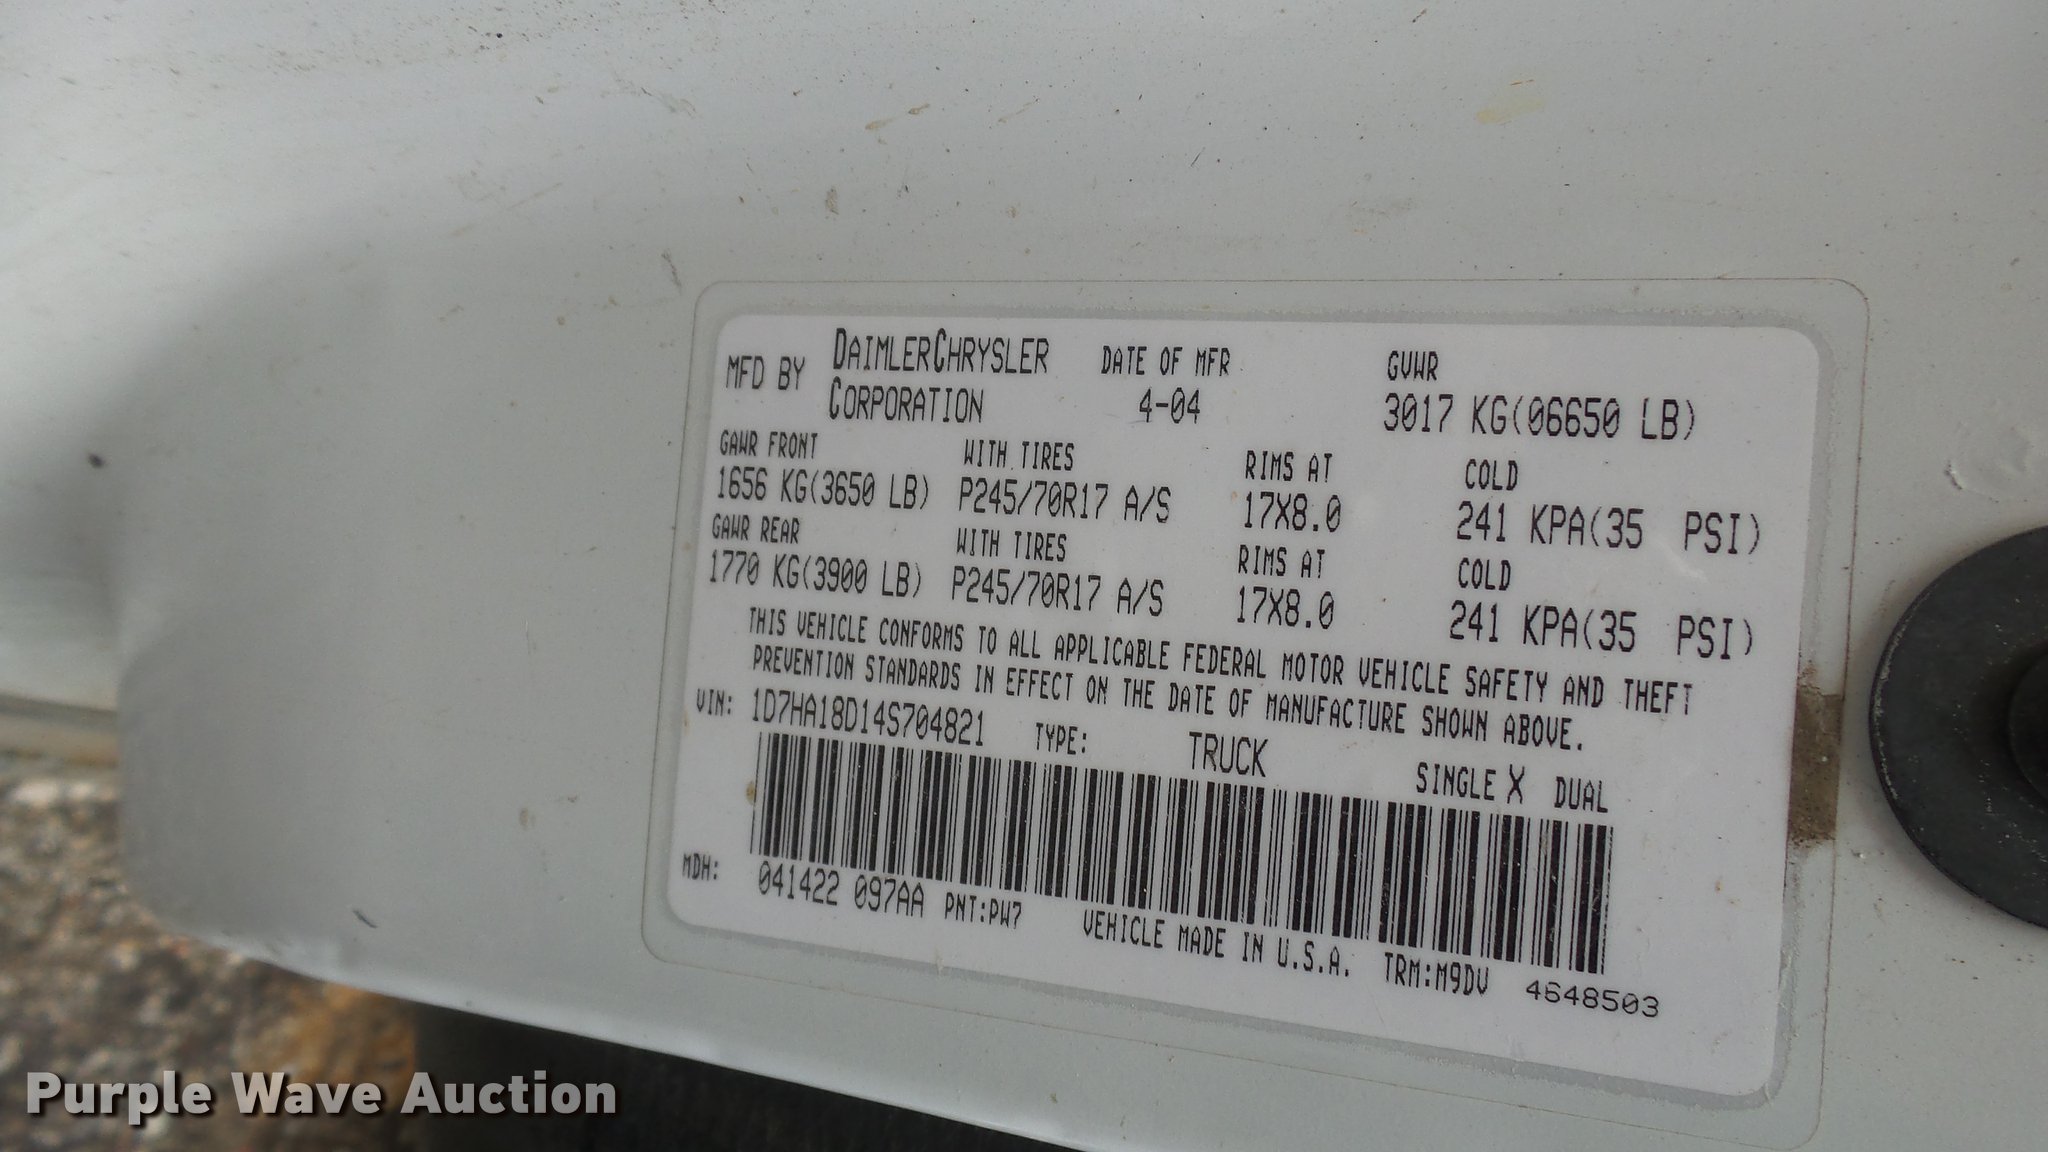 MFD BY DAIMLERCHRYSLER CORPORATION
DATE OF MFR
4-04
GVWR
3017 KG(06650 LB)
GAWR FRONT
1656 KG(3650 LB)
WITH TIRES
P245/70R17 A/S
RIMS AT
17X8.0
COLD
241 KPA(35 PSI)
GAWR REAR
1770 KG(3900 LB)
WITH TIRES
P245/70R17 A/S
RIMS AT
17X8.0
COLD
241 KPA(35 PSI)
THIS VEHICLE CONFORMS TO ALL APPLICABLE FEDERAL MOTOR VEHICLE SAFETY AND THEFT
PREVENTION STANDARDS IN EFFECT ON THE DATE OF MANUFACTURE SHOWN ABOVE.
VIN: 1D7HA18D14S704821 TYPE: TRUCK
SINGLE X DUAL
MDH: 041422 097AA PNT:PW7 VEHICLE MADE IN U.S.A. TRM:M9DV 4648503
Purple Wave Auction